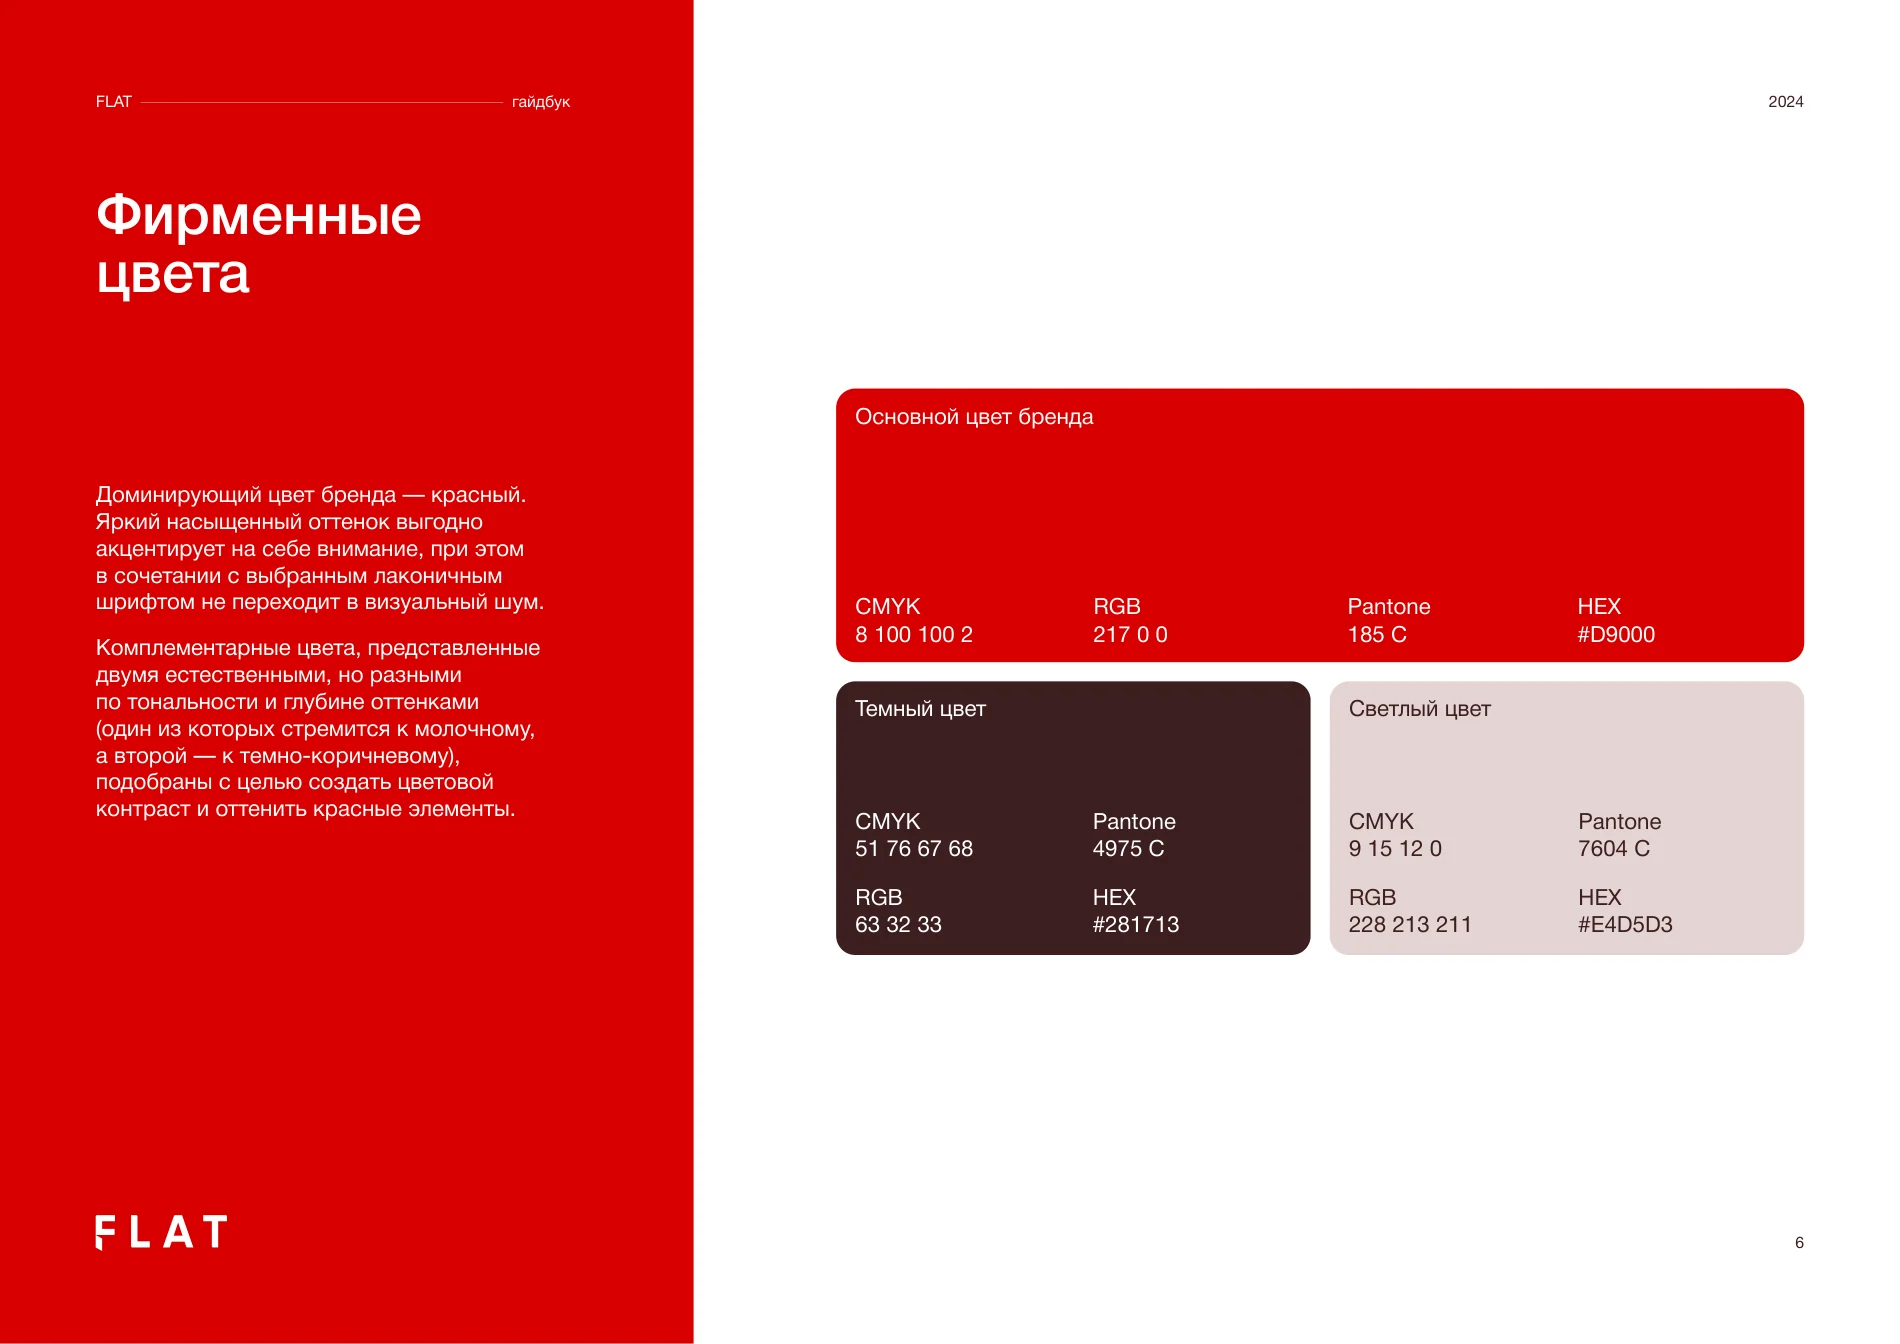 FLAT
гайдбук
2024
Фирменные
цвета
Доминирующий цвет бренда — красный.
Яркий насыщенный оттенок выгодно
акцентирует на себе внимание, при этом
в сочетании с выбранным лаконичным
шрифтом не переходит в визуальный шум.
Комплементарные цвета, представленные
двумя естественными, но разными
по тональности и глубине оттенками
(один из которых стремится к молочному,
а второй — к темно-коричневому),
подобраны с целью создать цветовой
контраст и оттенить красные элементы.
FLAT
Основной цвет бренда
CMYK
8 100 100 2
RGB
217 0 0
Pantone
185 C
HEX
#D9000
Темный цвет
CMYK
51 76 67 68
Pantone
4975 C
RGB
63 32 33
HEX
#281713
Светлый цвет
CMYK
9 15 12 0
Pantone
7604 C
RGB
228 213 211
HEX
#E4D5D3
6